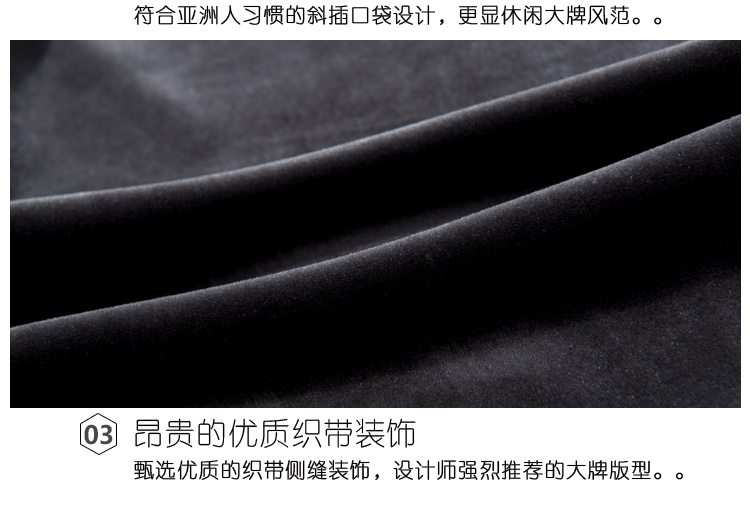 符合亚洲人习惯的斜插口袋设计，更显休闲大牌风范。。
03 昂贵的优质织带装饰
甄选优质的织带侧缝装饰，设计师强烈推荐的大牌版型。。